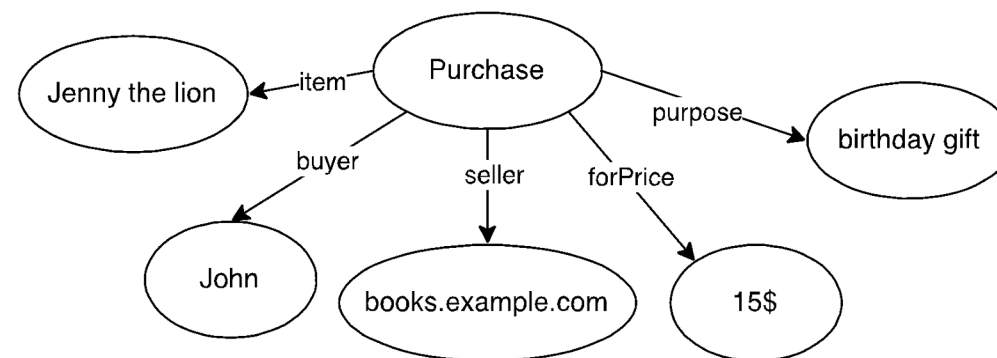 Purchase
Jenny the lion
item
purpose
birthday gift
buyer
seller
forPrice
John
books.example.com
15$